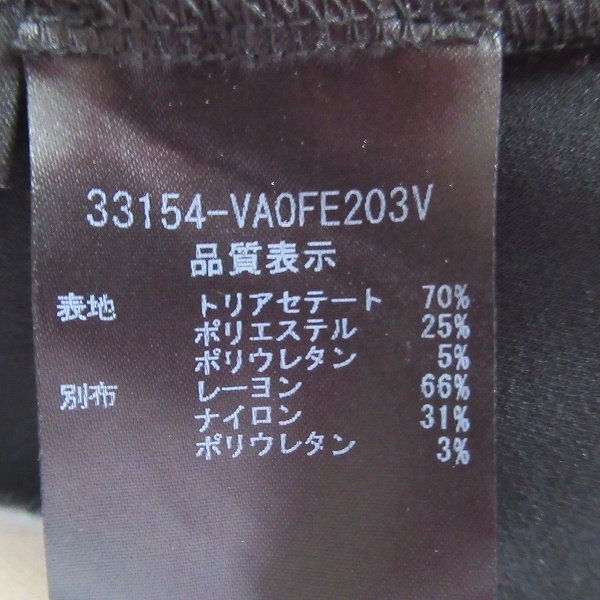 33154-VA0FE203V
品質表示
表地 トリアセテート 70%
ポリエステル 25%
ポリウレタン 5%
別布 レーヨン 66%
ナイロン 31%
ポリウレタン 3%